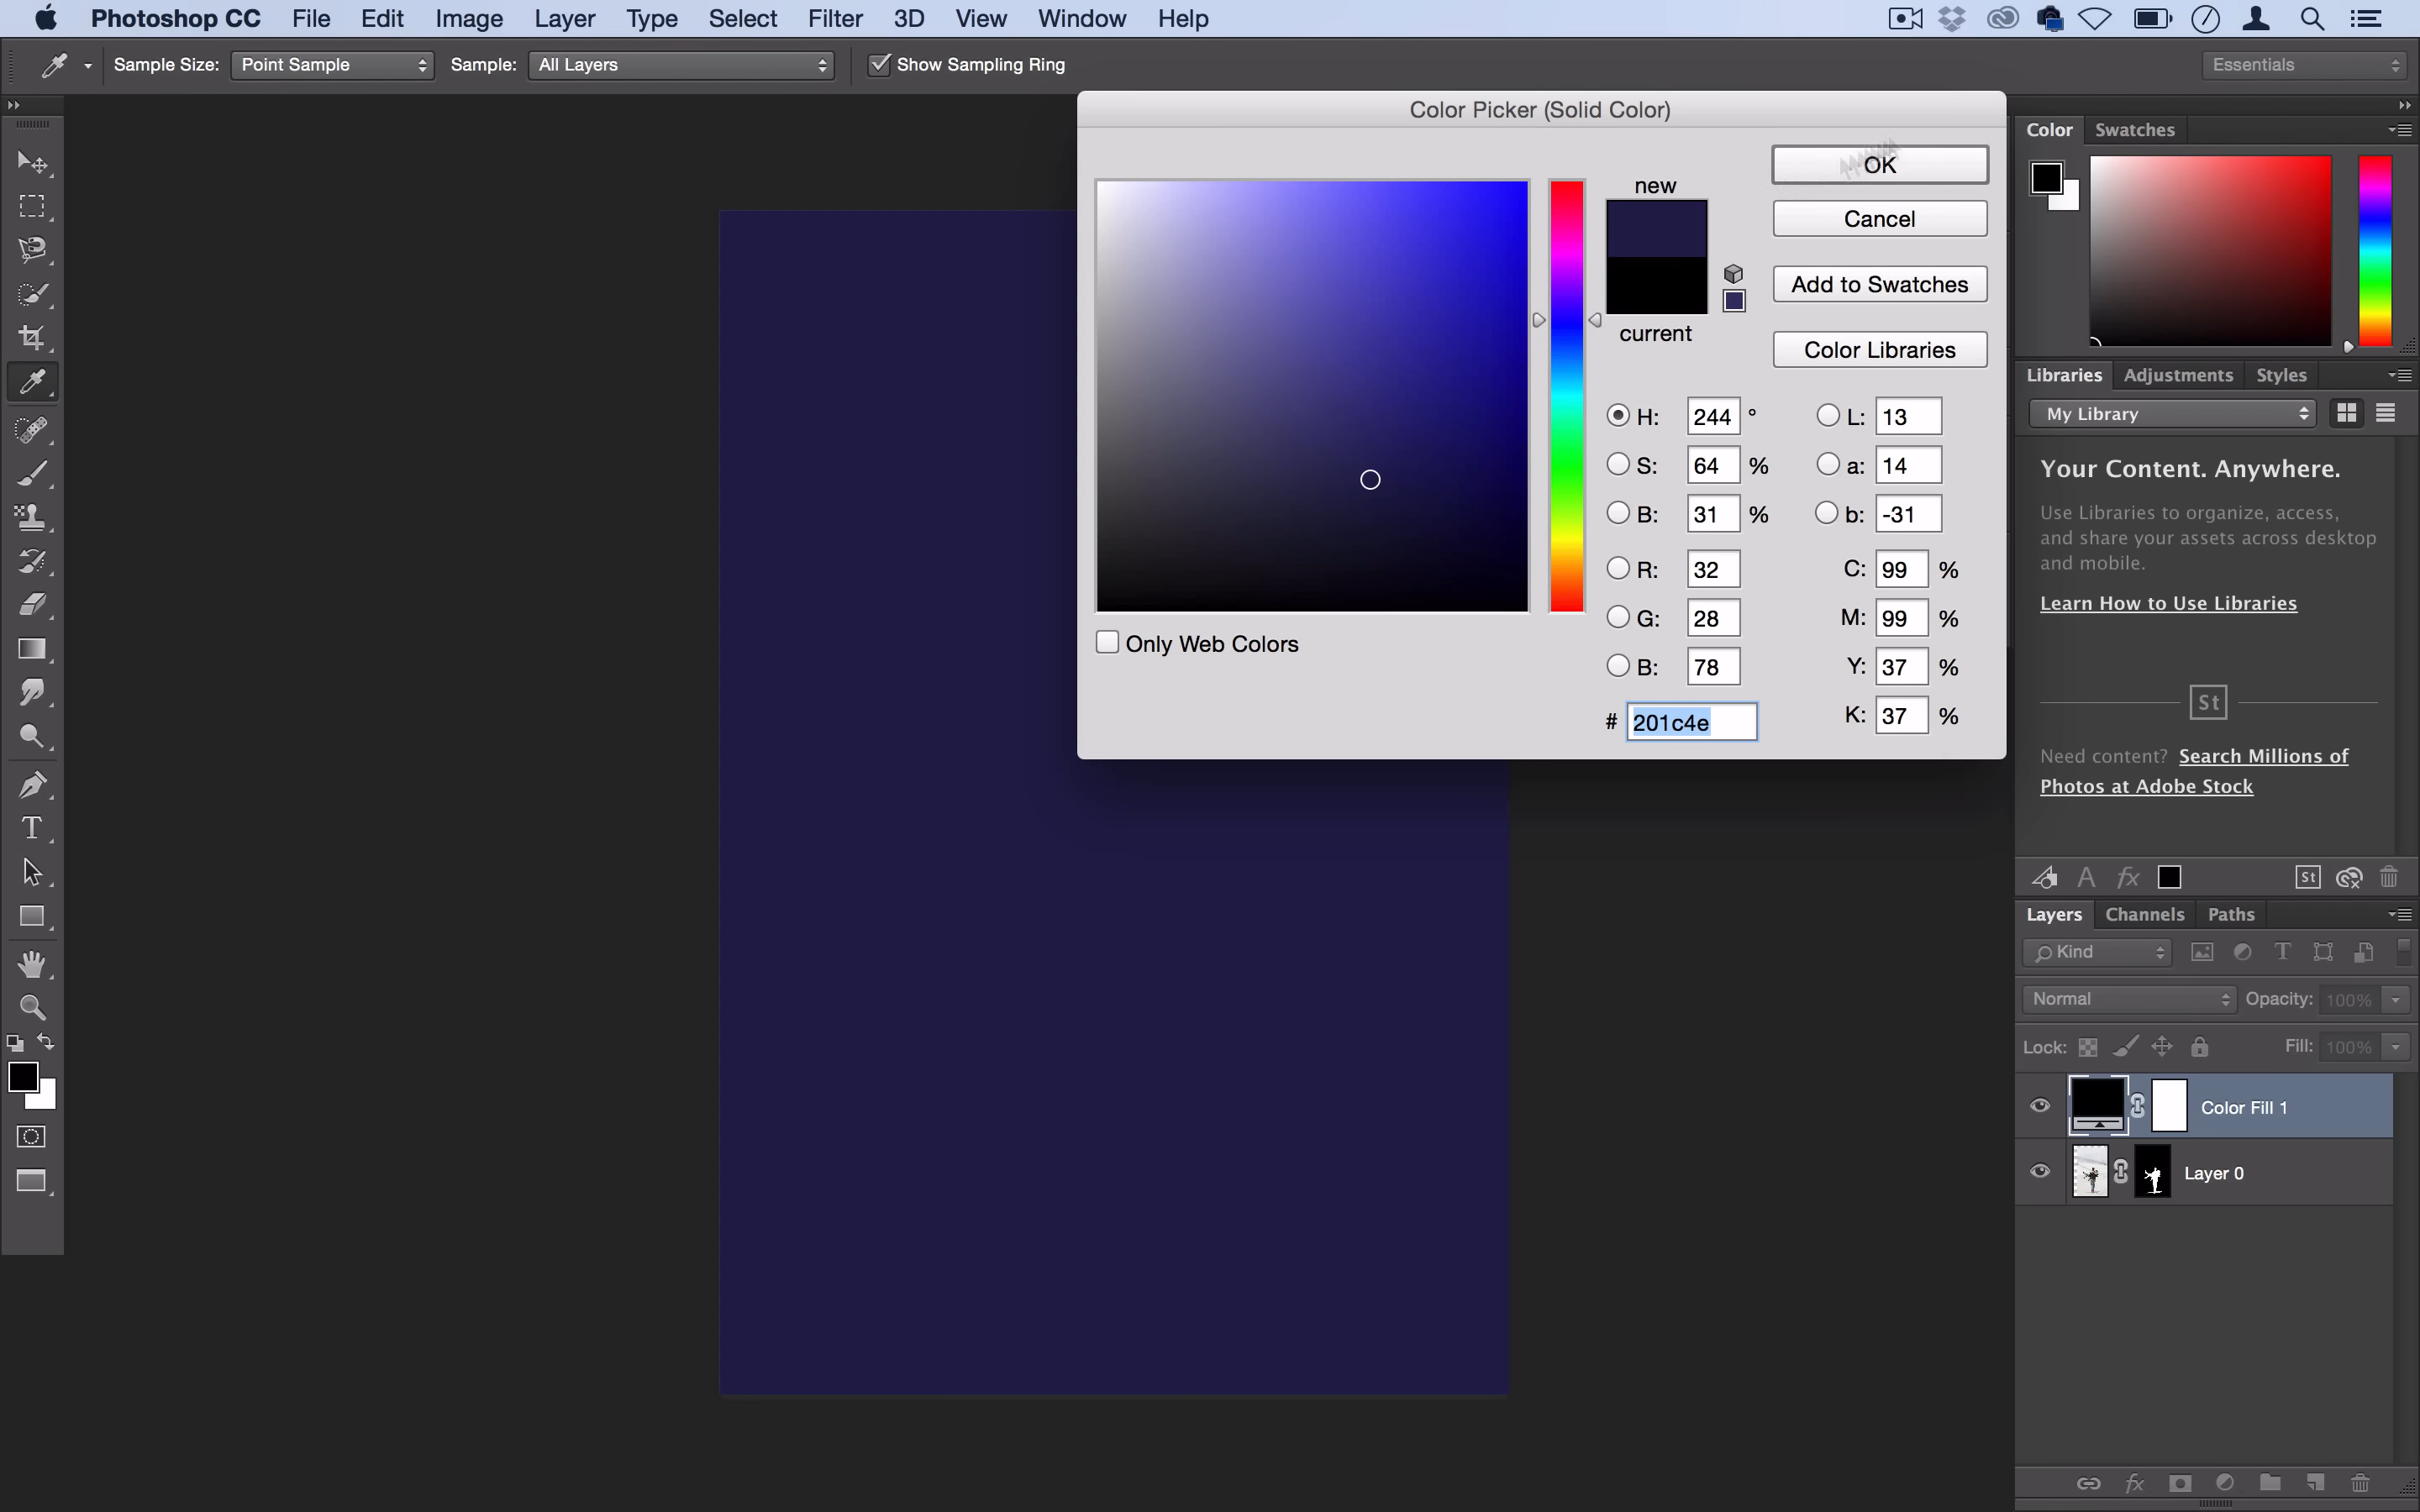 Photoshop CC File Edit Image Layer Type Select Filter 3D View Window Help
Sample Size: Point Sample Sample: All Layers Show Sampling Ring Essentials
Color Picker (Solid Color)
new
current
OK
Cancel
Add to Swatches
Color Libraries
H: 244 ° L: 13
S: 64 % a: 14
B: 31 % b: -31
R: 32 C: 99 %
G: 28 M: 99 %
B: 78 Y: 37 %
# 201c4e K: 37 %
Only Web Colors
Color Swatches
Libraries Adjustments Styles
My Library
Your Content. Anywhere.
Use Libraries to organize, access,
and share your assets across desktop
and mobile.
Learn How to Use Libraries
St
Need content? Search Millions of
Photos at Adobe Stock
A fx St
Layers Channels Paths
Kind T
Normal Opacity: 100%
Lock: Fill: 100%
Color Fill 1
Layer 0
fx
T